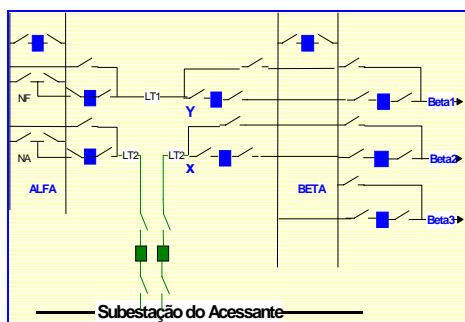 NF
LT1
Y
Beta1
NA
LT2
LT2
X
Beta2
ALFA
BETA
Beta3
Subestação do Acessante